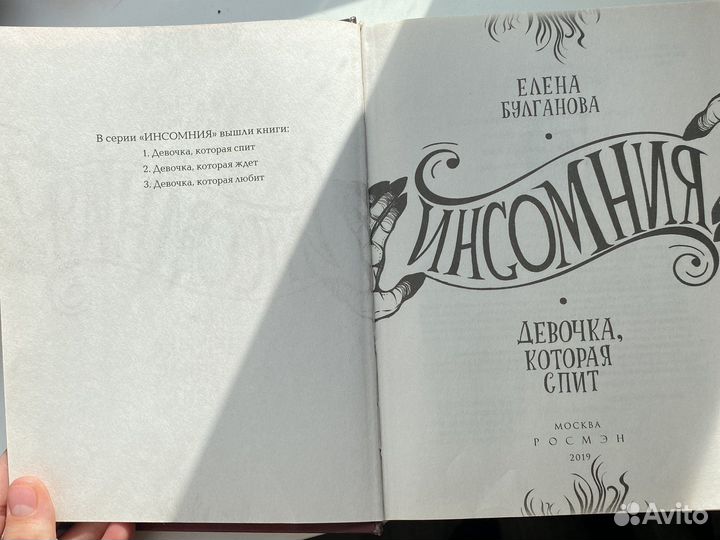 В серии «ИНСОМНИЯ» вышли книги:
1. Девочка, которая спит
2. Девочка, которая ждет
3. Девочка, которая любит
ЕЛЕНА
БУЛГАНОВА
ИНСОМНИЯ
ДЕВОЧКА,
КОТОРАЯ
СПИТ
МОСКВА
РОСМЭН
2019
Avito